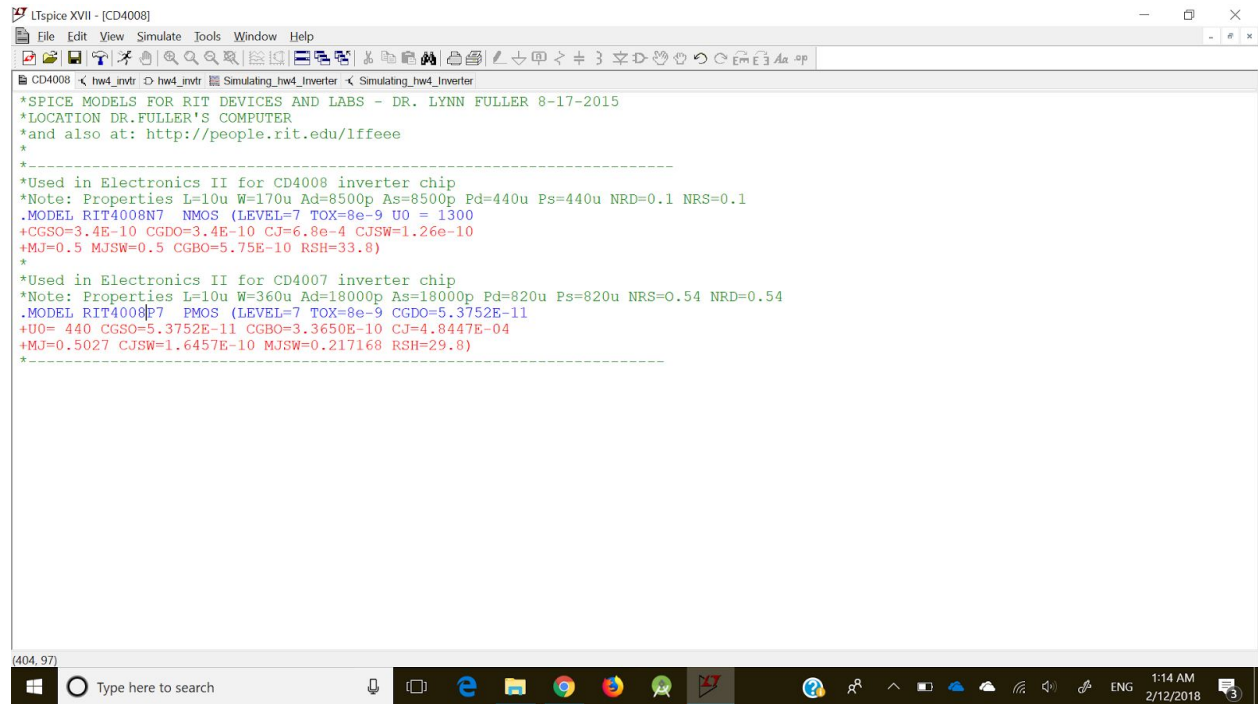 LTspice XVII - [CD4008]
File Edit View Simulate Tools Window Help
CD4008 hw4_invtr hw4_invtr Simulating_hw4_Inverter Simulating_hw4_Inverter
*SPICE MODELS FOR RIT DEVICES AND LABS - DR. LYNN FULLER 8-17-2015
*LOCATION DR.FULLER'S COMPUTER
*and also at: http://people.rit.edu/lffeee
*
*-----------------------------------------------------------------------
*Used in Electronics II for CD4008 inverter chip
*Note: Properties L=10u W=170u Ad=8500p As=8500p Pd=440u Ps=440u NRD=0.1 NRS=0.1
.MODEL RIT4008N7 NMOS (LEVEL=7 TOX=8e-9 U0 = 1300
+CGSO=3.4E-10 CGDO=3.4E-10 CJ=6.8e-4 CJSW=1.26e-10
+MJ=0.5 MJSW=0.5 CGBO=5.75E-10 RSH=33.8)
*
*Used in Electronics II for CD4007 inverter chip
*Note: Properties L=10u W=360u Ad=18000p As=18000p Pd=820u Ps=820u NRS=O.54 NRD=0.54
.MODEL RIT4008P7 PMOS (LEVEL=7 TOX=8e-9 CGDO=5.3752E-11
+U0= 440 CGSO=5.3752E-11 CGBO=3.3650E-10 CJ=4.8447E-04
+MJ=0.5027 CJSW=1.6457E-10 MJSW=0.217168 RSH=29.8)
*----------------------------------------------------------------------
(404, 97)
Type here to search
ENG
1:14 AM
2/12/2018
3